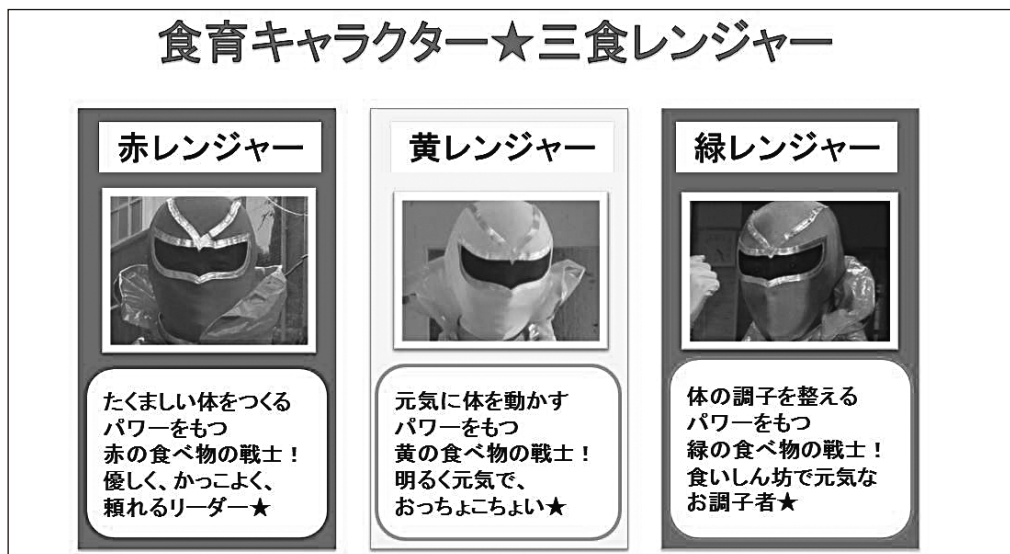 食育キャラクター★三食レンジャー
赤レンジャー
たくましい体をつくる
パワーをもつ
赤の食べ物の戦士！
優しく、かっこよく、
頼れるリーダー★
黄レンジャー
元気に体を動かす
パワーをもつ
黄の食べ物の戦士！
明るく元気で、
おっちょこちょい★
緑レンジャー
体の調子を整える
パワーをもつ
緑の食べ物の戦士！
食いしん坊で元気な
お調子者★